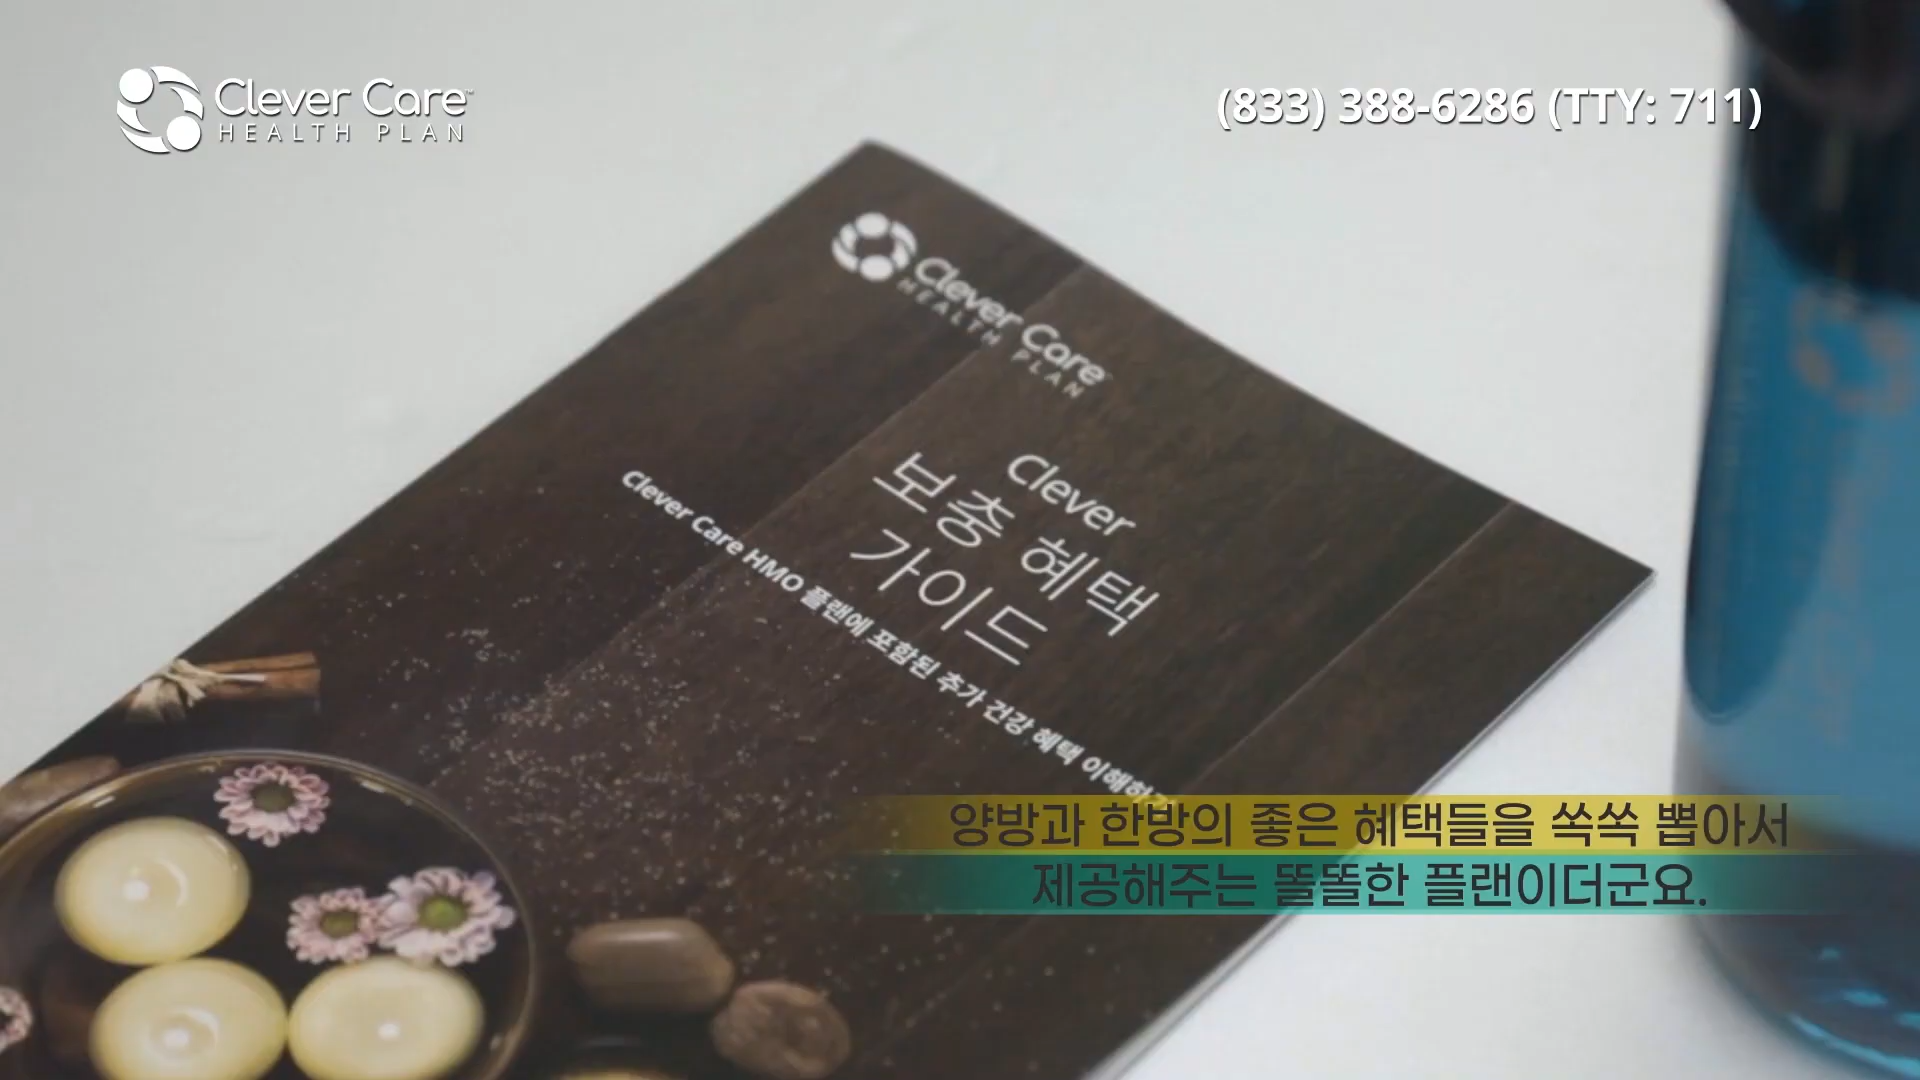 Clever Care™
HEALTH PLAN
(833) 388-6286 (TTY: 711)
Clever Care
HEALTH PLAN
Clever
보충 혜택
가이드
Clever Care HMO 플랜에 포함된 추가 건강 혜택 이해하기
양방과 한방의 좋은 혜택들을 쏙쏙 뽑아서
제공해주는 똘똘한 플랜이더군요.